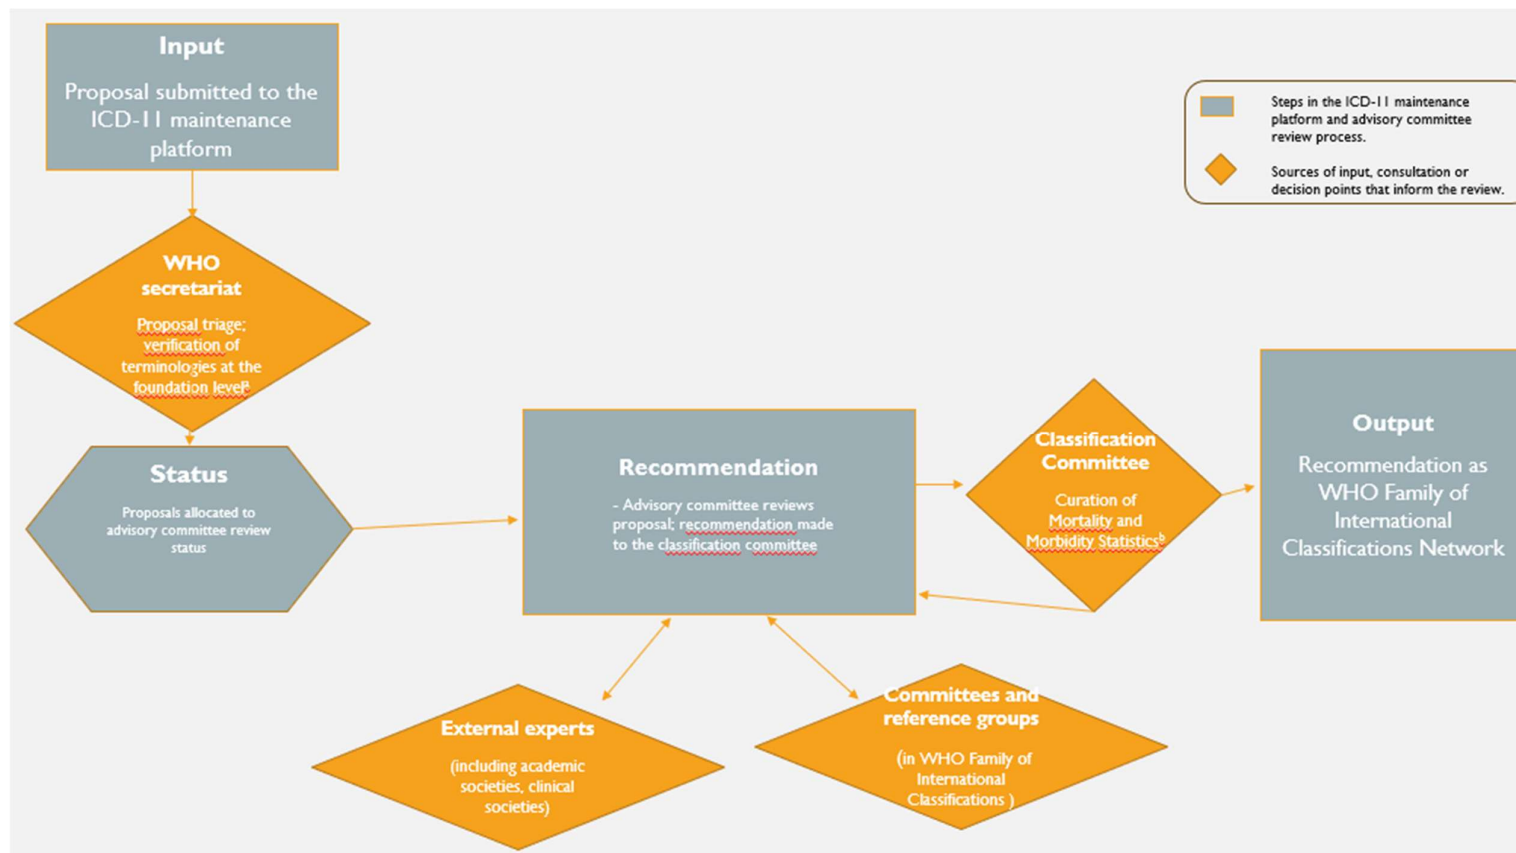 Input
Proposal submitted to the
ICD-11 maintenance
platform
Steps in the ICD-11 maintenance
platform and advisory committee
review process.
Sources of input, consultation or
decision points that inform the review.
WHO
secretariat
Proposal triage;
verification of
terminologies at the
foundation levelᵃ
Status
Proposals allocated to
advisory committee review
status
Recommendation
- Advisory committee reviews
proposal; recommendation made
to the classification committee
Classification
Committee
Curation of
Mortality and
Morbidity Statisticsᵇ
Output
Recommendation as
WHO Family of
International
Classifications Network
External experts
(including academic
societies, clinical
societies)
Committees and
reference groups
(in WHO Family of
International
Classifications )